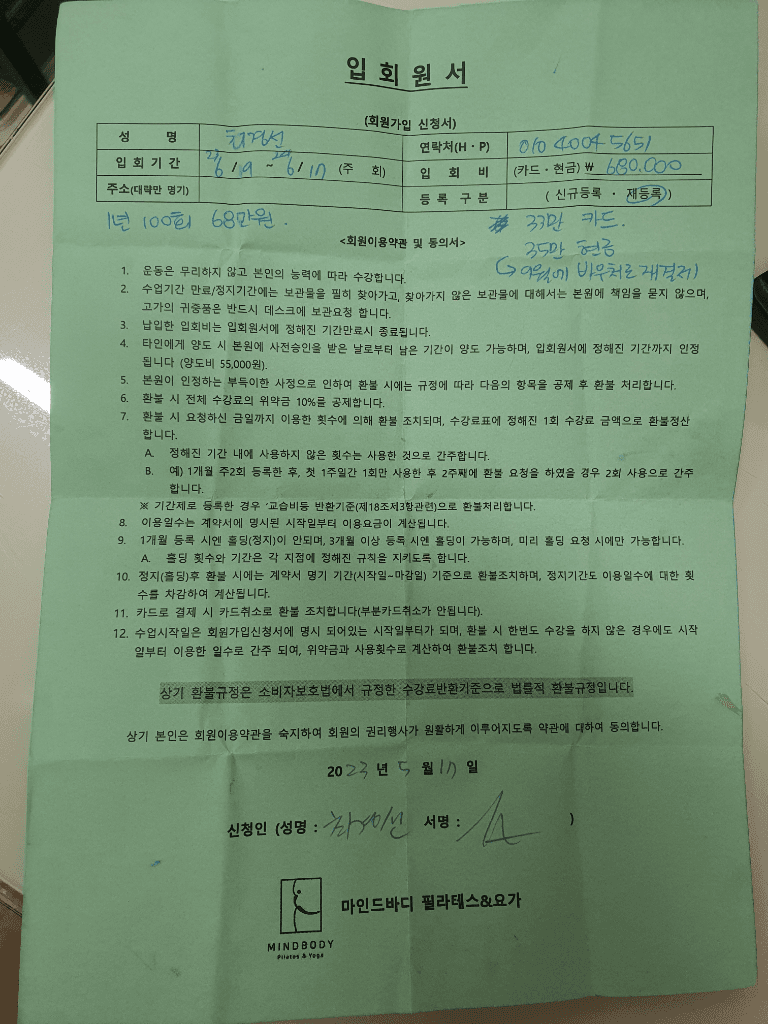 입 회 원 서
(회원가입 신청서)
성 명 최경선 연락처(H·P) 010 4004 5651
입 회 기 간 6/19 ~ 6/17 (주 회) 입 회 비 (카드·현금) ₩ 680.000
주소(대략만 명기) 등 록 구 분 ( 신규등록 · 재등록 )
1년 100회 68만원. 33만 카드.
35만 현금
↳ 9월에 바우처로 재결제
<회원이용약관 및 동의서>
1. 운동은 무리하지 않고 본인의 능력에 따라 수강합니다.
2. 수업기간 만료/정지기간에는 보관물을 필히 찾아가고, 찾아가지 않은 보관물에 대해서는 본원에 책임을 묻지 않으며,
고가의 귀중품은 반드시 데스크에 보관요청 합니다.
3. 납입한 입회비는 입회원서에 정해진 기간만료시 종료됩니다.
4. 타인에게 양도 시 본원에 사전승인을 받은 날로부터 남은 기간이 양도 가능하며, 입회원서에 정해진 기간까지 인정
됩니다 (양도비 55,000원).
5. 본원이 인정하는 부득이한 사정으로 인하여 환불 시에는 규정에 따라 다음의 항목을 공제 후 환불 처리합니다.
6. 환불 시 전체 수강료의 위약금 10%를 공제합니다.
7. 환불 시 요청하신 금일까지 이용한 횟수에 의해 환불 조치되며, 수강료표에 정해진 1회 수강료 금액으로 환불정산
합니다.
A. 정해진 기간 내에 사용하지 않은 횟수는 사용한 것으로 간주합니다.
B. 예) 1개월 주2회 등록한 후, 첫 1주일간 1회만 사용한 후 2주째에 환불 요청을 하였을 경우 2회 사용으로 간주
합니다.
※ 기간제로 등록한 경우 '교습비등 반환기준(제18조제3항관련)으로 환불처리합니다.
8. 이용일수는 계약서에 명시된 시작일부터 이용요금이 계산됩니다.
9. 1개월 등록 시엔 홀딩(정지)이 안되며, 3개월 이상 등록 시엔 홀딩이 가능하며, 미리 홀딩 요청 시에만 가능합니다.
A. 홀딩 횟수와 기간은 각 지점에 정해진 규칙을 지키도록 합니다.
10. 정지(홀딩)후 환불 시에는 계약서 명기 기간(시작일~마감일) 기준으로 환불조치하며, 정지기간도 이용일수에 대한 횟
수를 차감하여 계산됩니다.
11. 카드로 결제 시 카드취소로 환불 조치합니다(부분카드취소가 안됩니다).
12. 수업시작일은 회원가입신청서에 명시 되어있는 시작일부터가 되며, 환불 시 한번도 수강을 하지 않은 경우에도 시작
일부터 이용한 일수로 간주 되여, 위약금과 사용횟수로 계산하여 환불조치 합니다.
상기 환불규정은 소비자보호법에서 규정한 수강료반환기준으로 법률적 환불규정입니다.
상기 본인은 회원이용약관을 숙지하여 회원의 권리행사가 원활하게 이루어지도록 약관에 대하여 동의합니다.
2023 년 5 월 17 일
신청인 (성명 : 최경선 서명 : )
마인드바디 필라테스&요가
MINDBODY
Pilates & Yoga